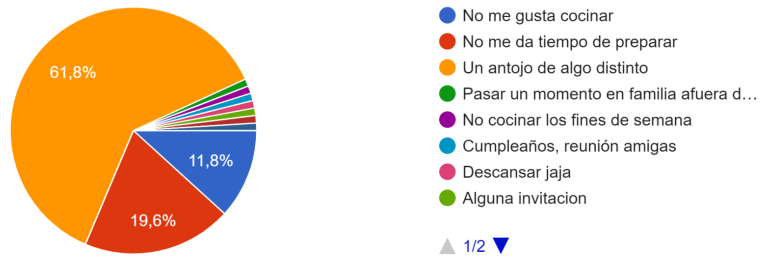 61,8%
11,8%
19,6%
No me gusta cocinar
No me da tiempo de preparar
Un antojo de algo distinto
Pasar un momento en familia afuera d…
No cocinar los fines de semana
Cumpleaños, reunión amigas
Descansar jaja
Alguna invitacion
1/2